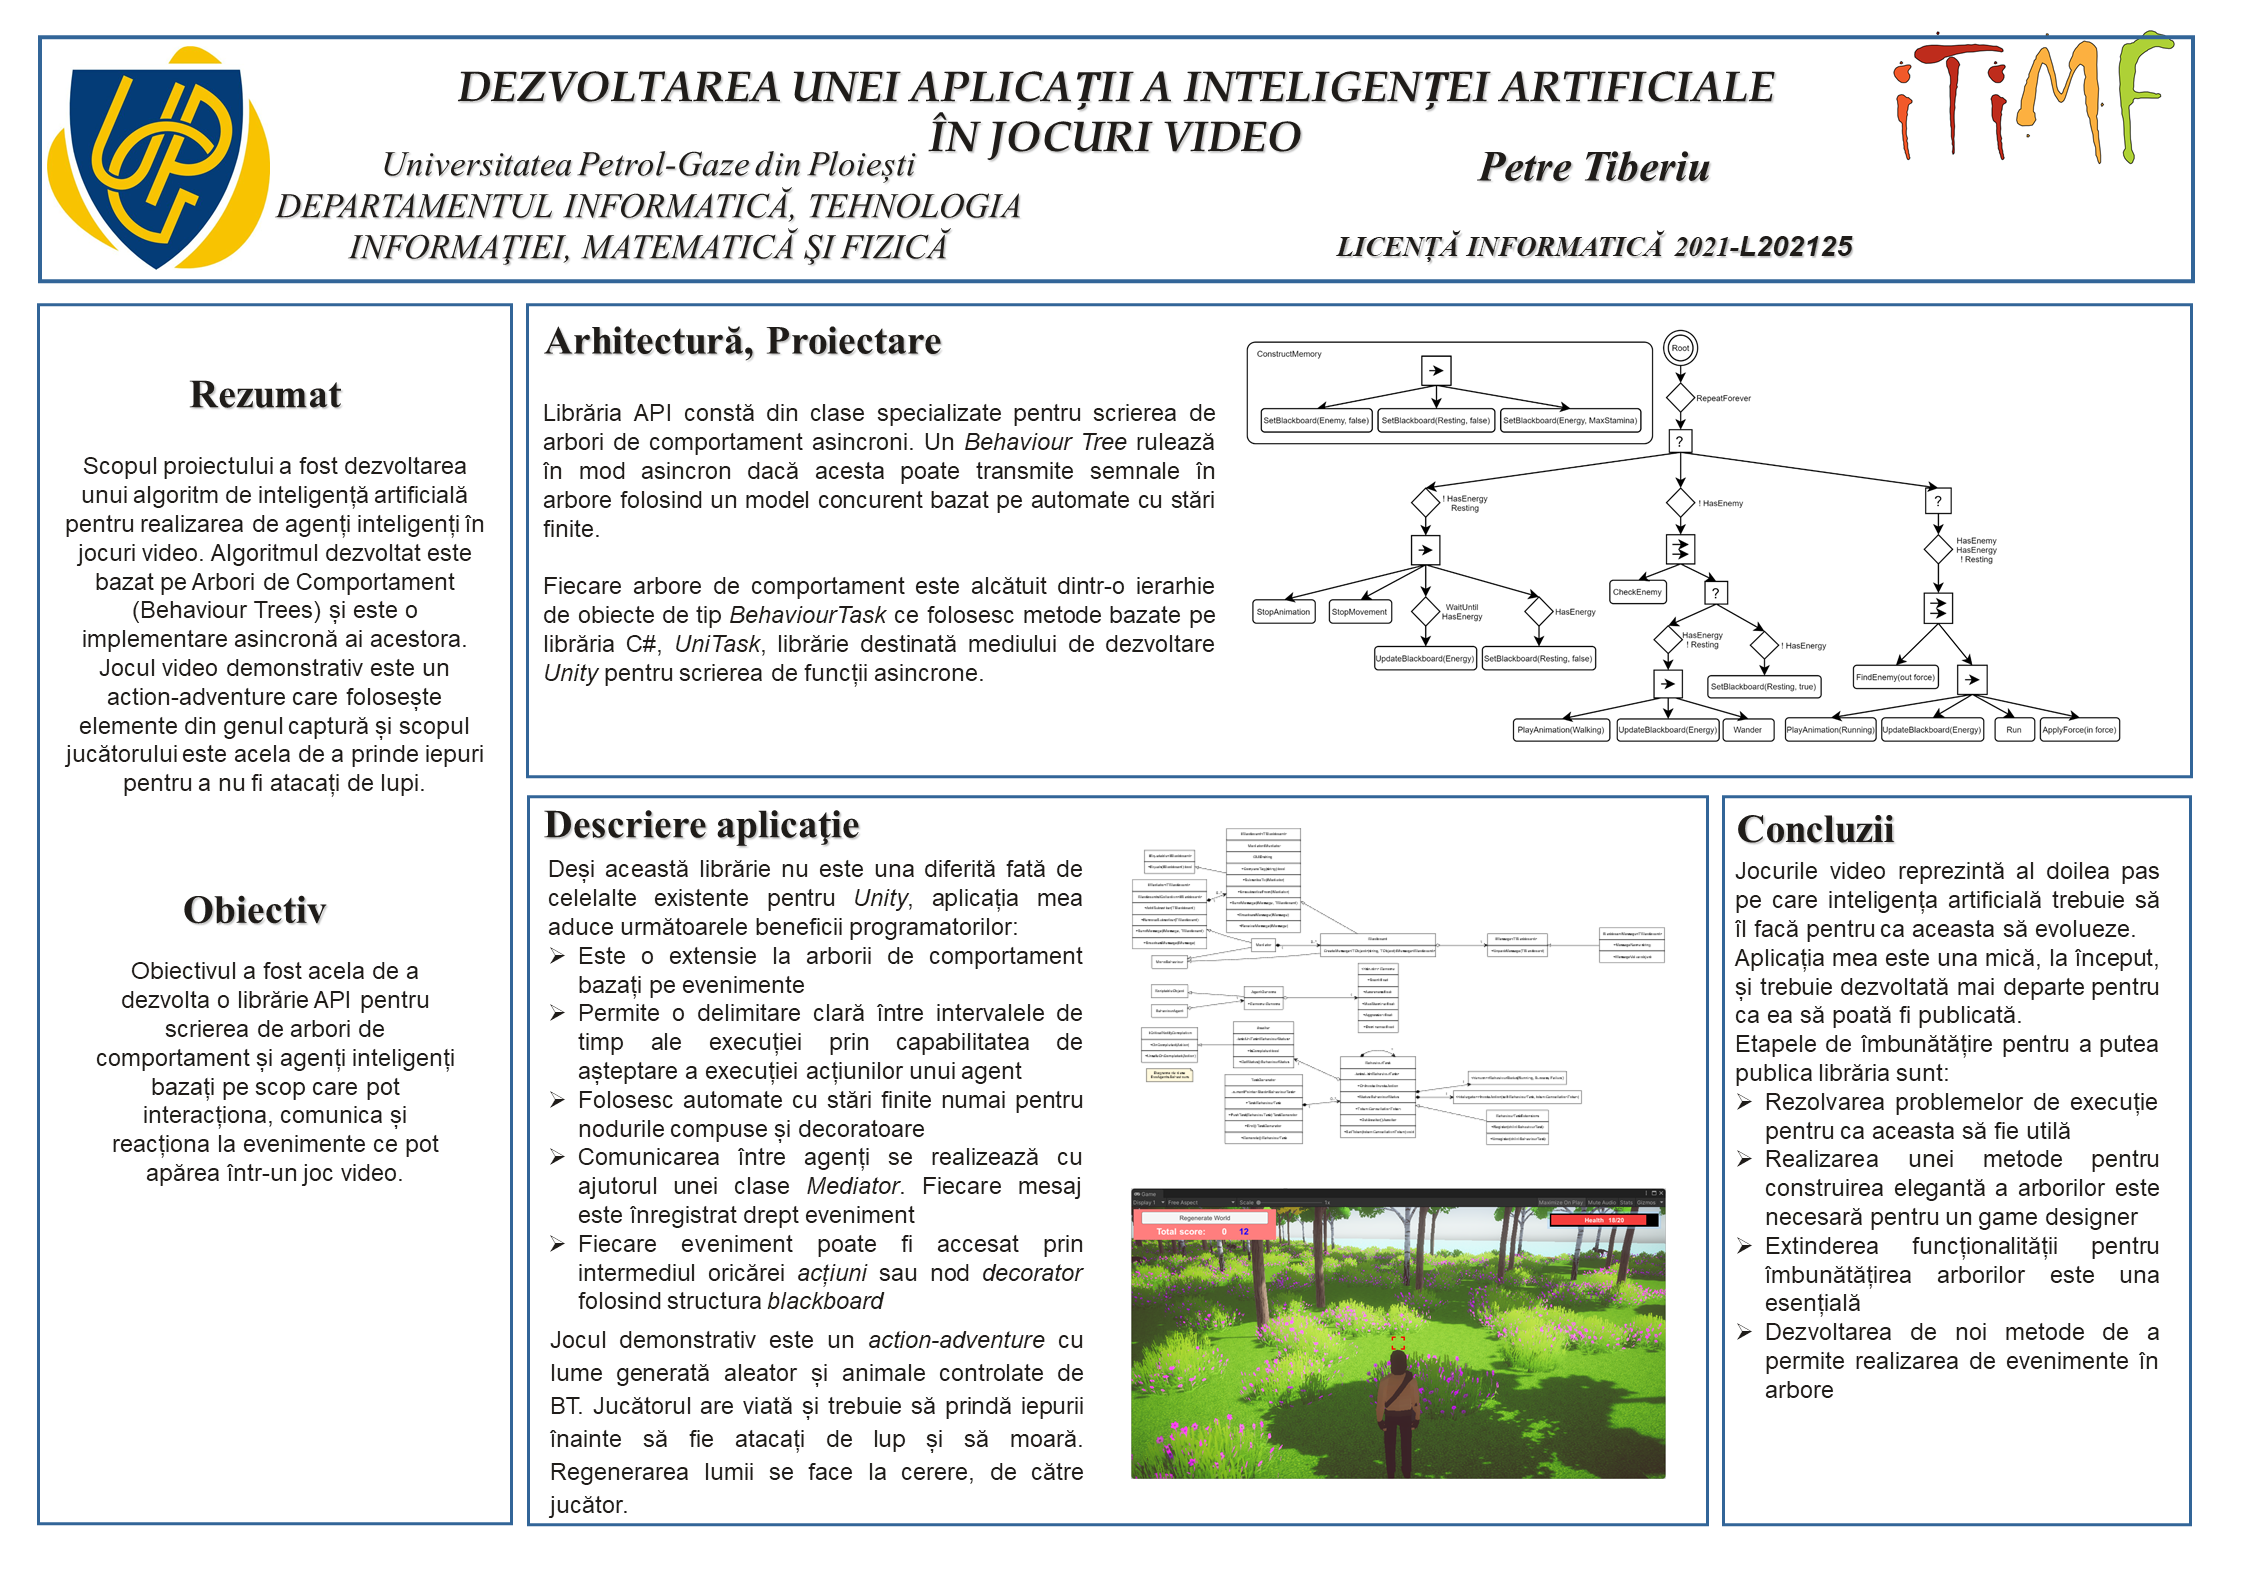 DEZVOLTAREA UNEI APLICAȚII A INTELIGENȚEI ARTIFICIALE
ÎN JOCURI VIDEO
iTiMF
Universitatea Petrol-Gaze din Ploiești
DEPARTAMENTUL INFORMATICĂ, TEHNOLOGIA
INFORMAŢIEI, MATEMATICĂ ŞI FIZICĂ
Petre Tiberiu
LICENȚĂ INFORMATICĂ 2021-L202125
Rezumat
Scopul proiectului a fost dezvoltarea
unui algoritm de inteligență artificială
pentru realizarea de agenți inteligenți în
jocuri video. Algoritmul dezvoltat este
bazat pe Arbori de Comportament
(Behaviour Trees) și este o
implementare asincronă ai acestora.
Jocul video demonstrativ este un
action-adventure care folosește
elemente din genul captură și scopul
jucătorului este acela de a prinde iepuri
pentru a nu fi atacați de lupi.
Obiectiv
Obiectivul a fost acela de a
dezvolta o librărie API pentru
scrierea de arbori de
comportament și agenți inteligenți
bazați pe scop care pot
interacționa, comunica și
reacționa la evenimente ce pot
apărea într-un joc video.
Arhitectură, Proiectare
Librăria API constă din clase specializate pentru scrierea de
arbori de comportament asincroni. Un Behaviour Tree rulează
în mod asincron dacă acesta poate transmite semnale în
arbore folosind un model concurent bazat pe automate cu stări
finite.
Fiecare arbore de comportament este alcătuit dintr-o ierarhie
de obiecte de tip BehaviourTask ce folosesc metode bazate pe
librăria C#, UniTask, librărie destinată mediului de dezvoltare
Unity pentru scrierea de funcții asincrone.
ConstructMemory
SetBlackboard(Enemy, false)
SetBlackboard(Resting, false)
SetBlackboard(Energy, MaxStamina)
Root
RepeatForever
?
! HasEnergy
Resting
! HasEnemy
?
HasEnemy
HasEnergy
! Resting
StopAnimation
StopMovement
WaitUntil
HasEnergy
HasEnergy
CheckEnemy
?
UpdateBlackboard(Energy)
SetBlackboard(Resting, false)
HasEnergy
! Resting
! HasEnergy
SetBlackboard(Resting, true)
FindEnemy(out force)
PlayAnimation(Walking)
UpdateBlackboard(Energy)
Wander
PlayAnimation(Running)
UpdateBlackboard(Energy)
Run
ApplyForce(in force)
Descriere aplicaţie
Deși această librărie nu este una diferită fată de
celelalte existente pentru Unity, aplicația mea
aduce următoarele beneficii programatorilor:
➢ Este o extensie la arborii de comportament
bazați pe evenimente
➢ Permite o delimitare clară între intervalele de
timp ale execuției prin capabilitatea de
așteptare a execuției acțiunilor unui agent
➢ Folosesc automate cu stări finite numai pentru
nodurile compuse și decoratoare
➢ Comunicarea între agenți se realizează cu
ajutorul unei clase Mediator. Fiecare mesaj
este înregistrat drept eveniment
➢ Fiecare eveniment poate fi accesat prin
intermediul oricărei acțiuni sau nod decorator
folosind structura blackboard
Jocul demonstrativ este un action-adventure cu
lume generată aleator și animale controlate de
BT. Jucătorul are viată și trebuie să prindă iepurii
înainte să fie atacați de lup și să moară.
Regenerarea lumii se face la cerere, de către
jucător.
Game
Display 1 Free Aspect Scale 1x Maximize On Play Mute Audio Stats Gizmos
Regenerate World
Total score: 0 12
Health 18/20
Concluzii
Jocurile video reprezintă al doilea pas
pe care inteligența artificială trebuie să
îl facă pentru ca aceasta să evolueze.
Aplicația mea este una mică, la început,
și trebuie dezvoltată mai departe pentru
ca ea să poată fi publicată.
Etapele de îmbunătățire pentru a putea
publica librăria sunt:
➢ Rezolvarea problemelor de execuție
pentru ca aceasta să fie utilă
➢ Realizarea unei metode pentru
construirea elegantă a arborilor este
necesară pentru un game designer
➢ Extinderea funcționalității pentru
îmbunătățirea arborilor este una
esențială
➢ Dezvoltarea de noi metode de a
permite realizarea de evenimente în
arbore